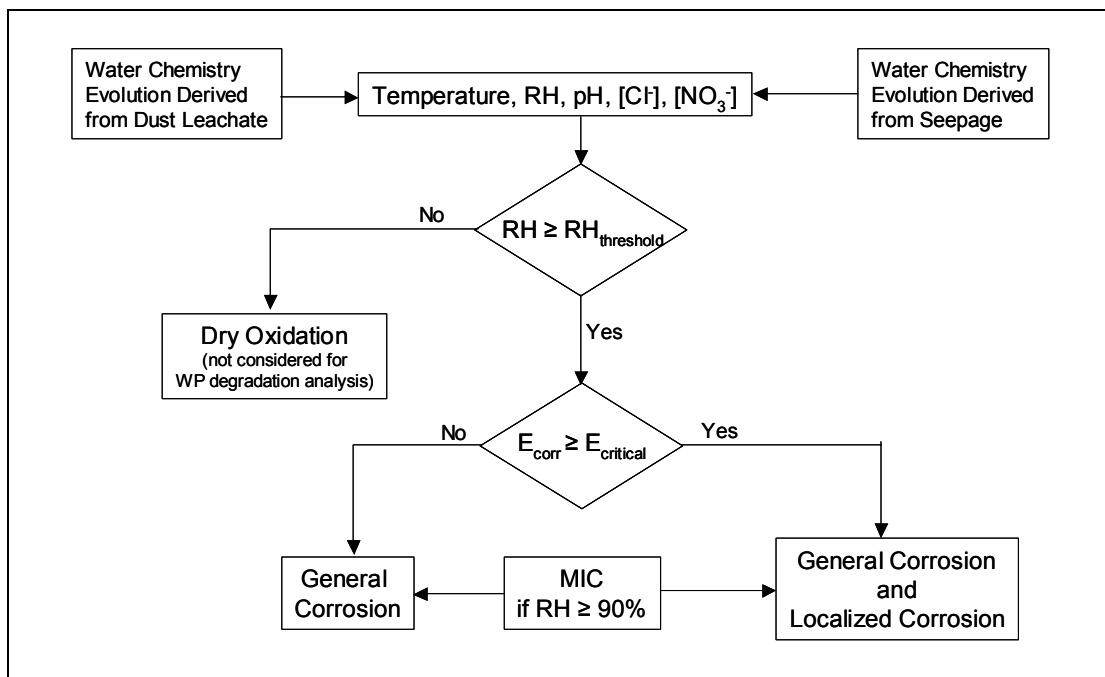 Water Chemistry
Evolution Derived
from Dust Leachate
Temperature, RH, pH, [Cl-], [NO3-]
Water Chemistry
Evolution Derived
from Seepage
No
RH ≥ RHthreshold
Dry Oxidation
(not considered for
WP degradation analysis)
Yes
No
Ecorr ≥ Ecritical
Yes
General
Corrosion
MIC
if RH ≥ 90%
General Corrosion
and
Localized Corrosion